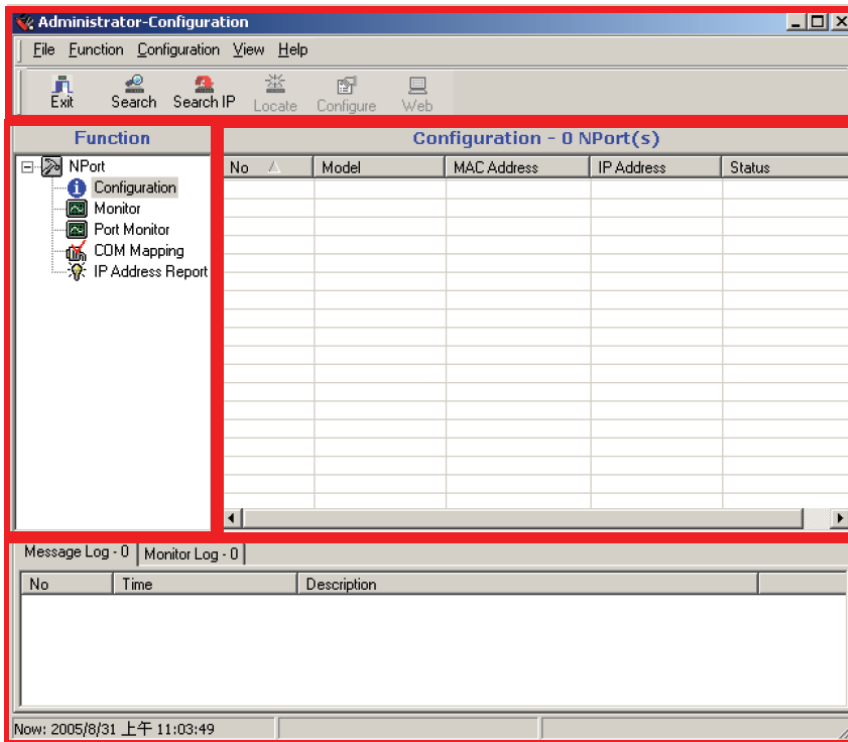 Administrator-Configuration
File Function Configuration View Help
Exit Search Search IP Locate Configure Web
Function
NPort
Configuration
Monitor
Port Monitor
COM Mapping
IP Address Report
Configuration - 0 NPort(s)
No Model MAC Address IP Address Status
Message Log - 0 Monitor Log - 0
No Time Description
Now: 2005/8/31 上午 11:03:49